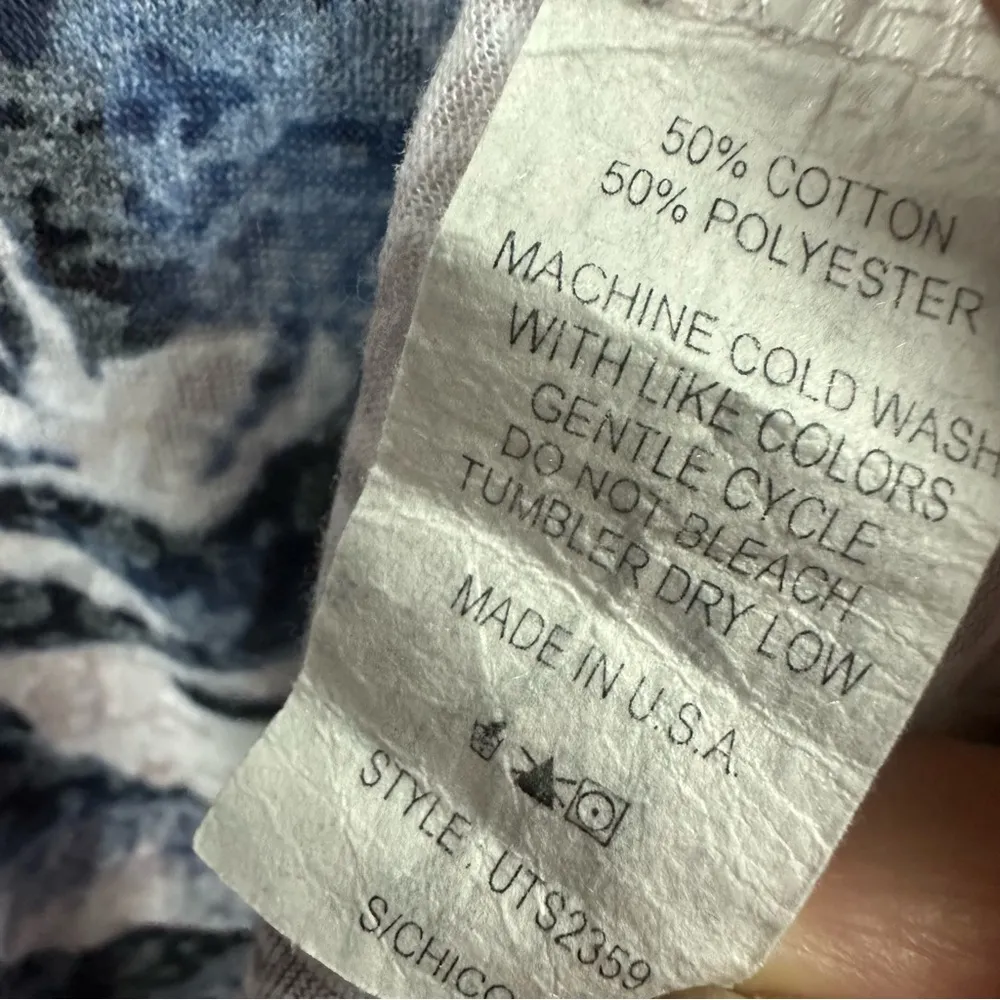 50% COTTON
50% POLYESTER
MACHINE COLD WASH
WITH LIKE COLORS
GENTLE CYCLE
DO NOT BLEACH
TUMBLER DRY LOW
MADE IN U.S.A.
STYLE : UTS2359
S/CHICO